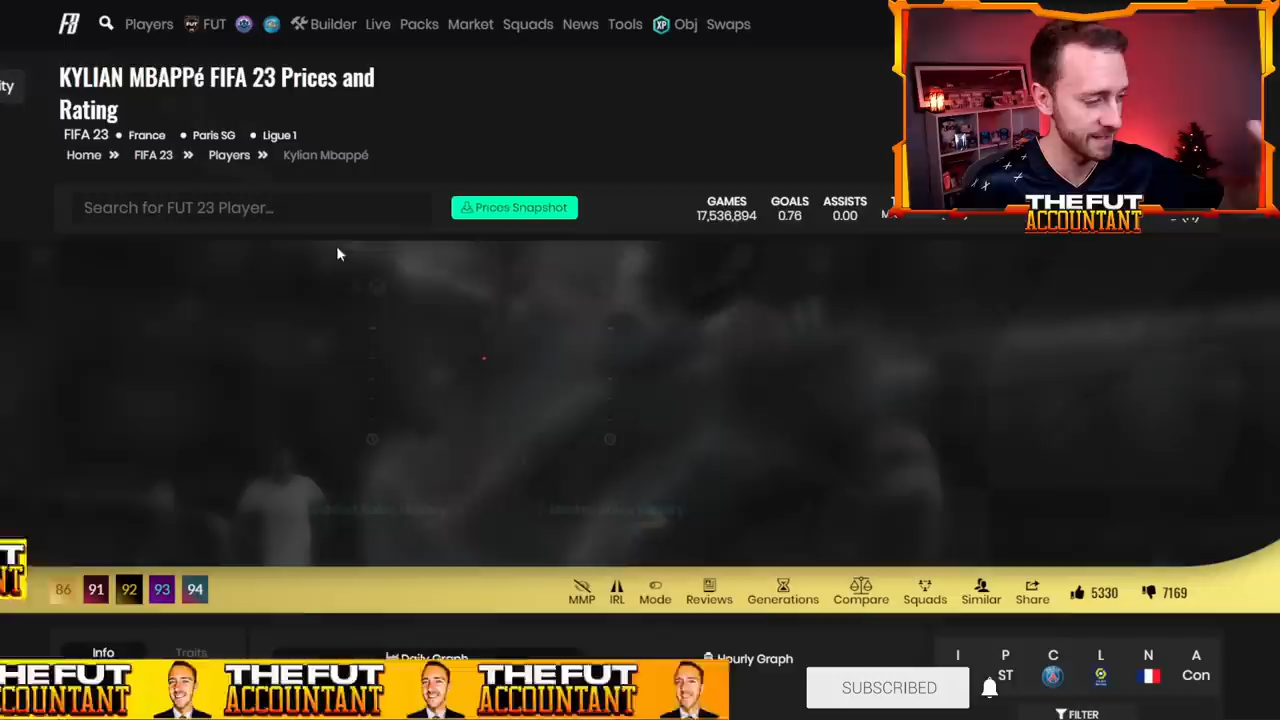 Players FUT Builder Live Packs Market Squads News Tools XP Obj Swaps
ity
KYLIAN MBAPPé FIFA 23 Prices and
Rating
FIFA 23 • France • Paris SG • Ligue 1
Home » FIFA 23 » Players » Kylian Mbappé
Search for FUT 23 Player...
Prices Snapshot
GAMES GOALS ASSISTS
17,536,894 0.76 0.00
THE FUT
ACCOUNTANT
86 91 92 93 94
MMP IRL Mode Reviews Generations Compare Squads Similar Share 5330 7169
Info Traits Daily Graph Hourly Graph
I P C L N A
ST Con
FILTER
THE FUT THE FUT THE FUT
ACCOUNTANT ACCOUNTANT ACCOUNTANT
SUBSCRIBED